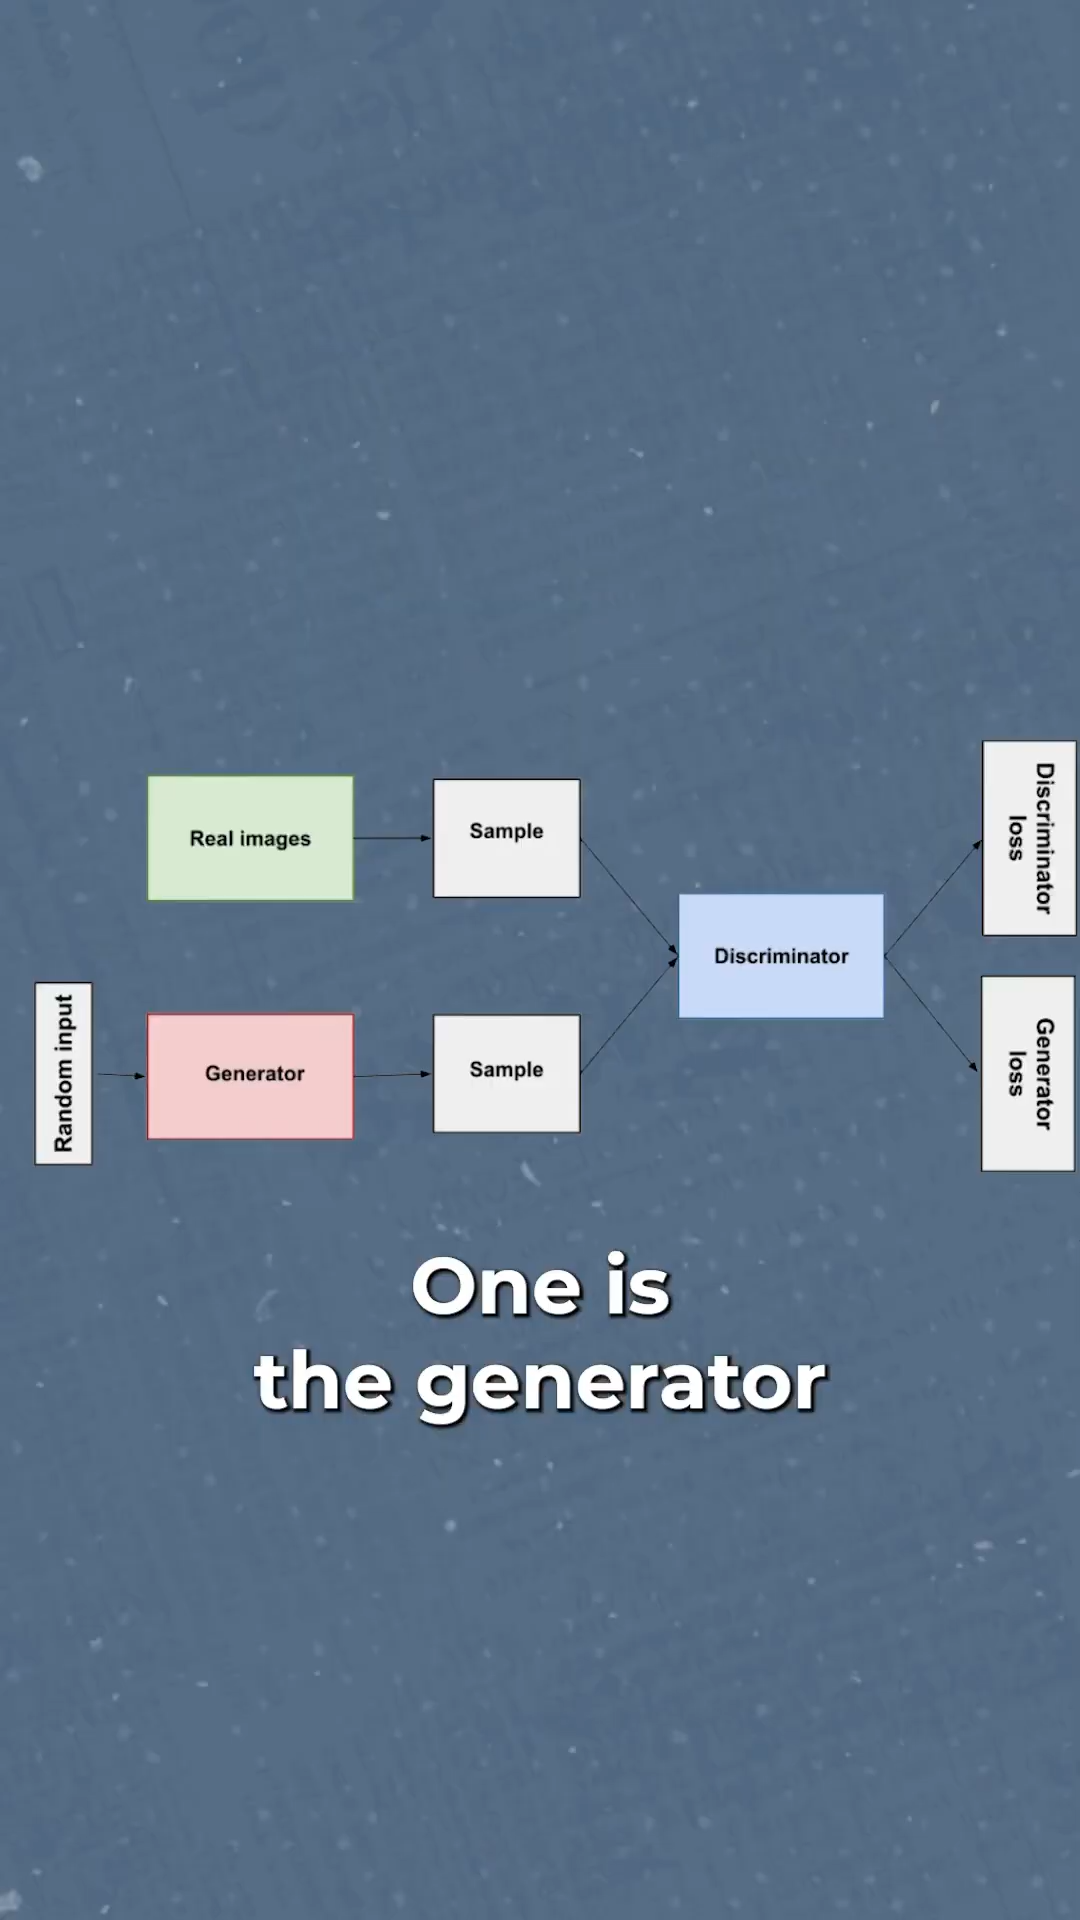 Real images
Sample
Discriminator
loss
Discriminator
Random input
Generator
Sample
Generator
loss
One is
the generator